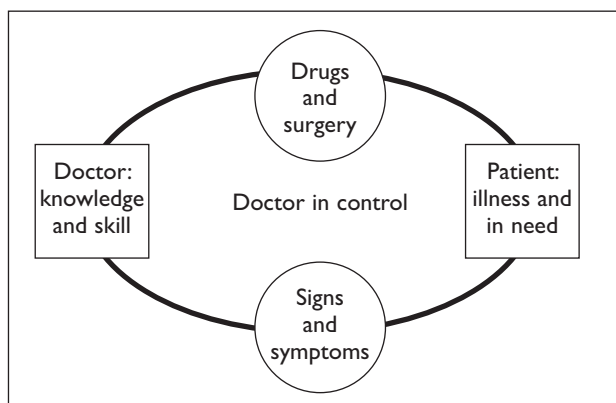 Drugs
and
surgery
Doctor:
knowledge
and skill
Doctor in control
Patient:
illness and
in need
Signs
and
symptoms